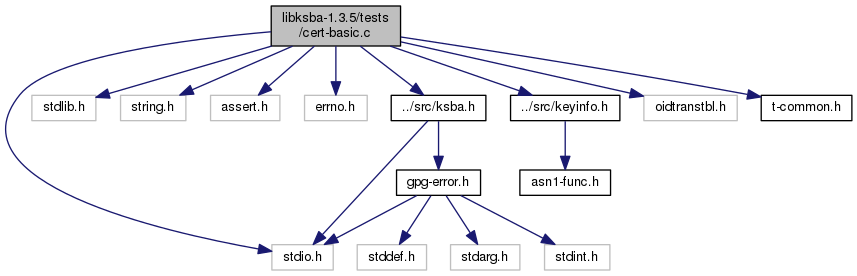 libksba-1.3.5/tests
/cert-basic.c
stdlib.h
string.h
assert.h
errno.h
../src/ksba.h
../src/keyinfo.h
oidtranstbl.h
t-common.h
gpg-error.h
asn1-func.h
stdio.h
stddef.h
stdarg.h
stdint.h